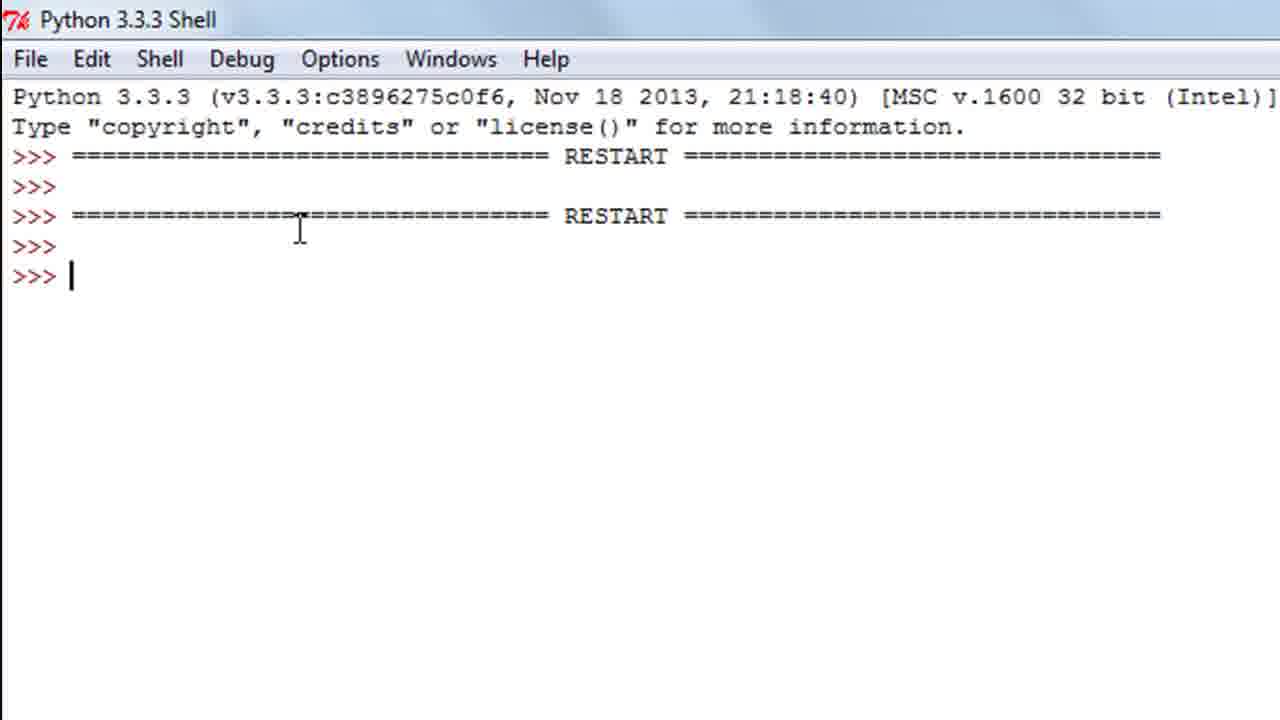 Python 3.3.3 Shell
File Edit Shell Debug Options Windows Help
Python 3.3.3 (v3.3.3:c3896275c0f6, Nov 18 2013, 21:18:40) [MSC v.1600 32 bit (Intel)]
Type "copyright", "credits" or "license()" for more information.
>>> ================================ RESTART ================================
>>>
>>> ================================ RESTART ================================
>>>
>>>